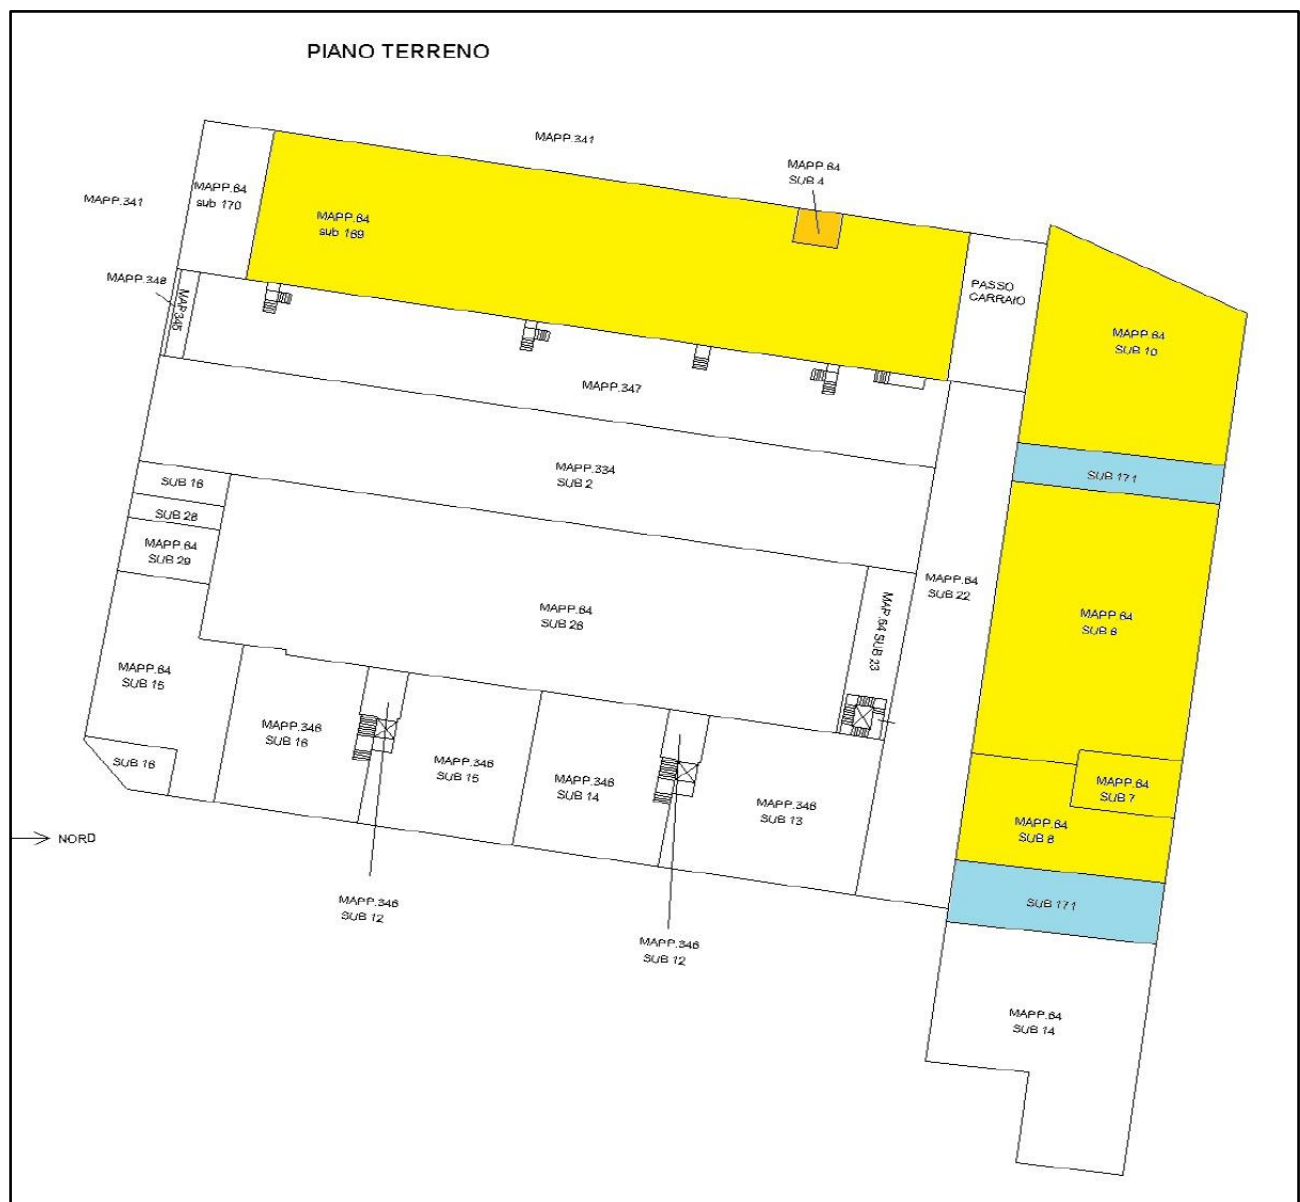 PIANO TERRENO
MAPP.341
MAPP.64
SUB 4
MAPP.64
sub 170
MAPP.341
MAPP.64
sub 169
MAPP.348
MAP.345
PASSO
CARRAIO
MAPP.64
SUB 10
MAPP.347
MAPP.334
SUB 2
SUB 171
SUB 16
SUB 28
MAPP.64
SUB 29
MAPP.64
SUB 26
MAP.64 SUB 23
MAPP.64
SUB 22
MAPP.64
SUB 6
MAPP.64
SUB 15
MAPP.346
SUB 16
MAPP.346
SUB 15
MAPP.346
SUB 14
MAPP.346
SUB 13
SUB 16
MAPP.64
SUB 7
MAPP.64
SUB 8
NORD
MAPP.346
SUB 12
MAPP.346
SUB 12
SUB 171
MAPP.64
SUB 14